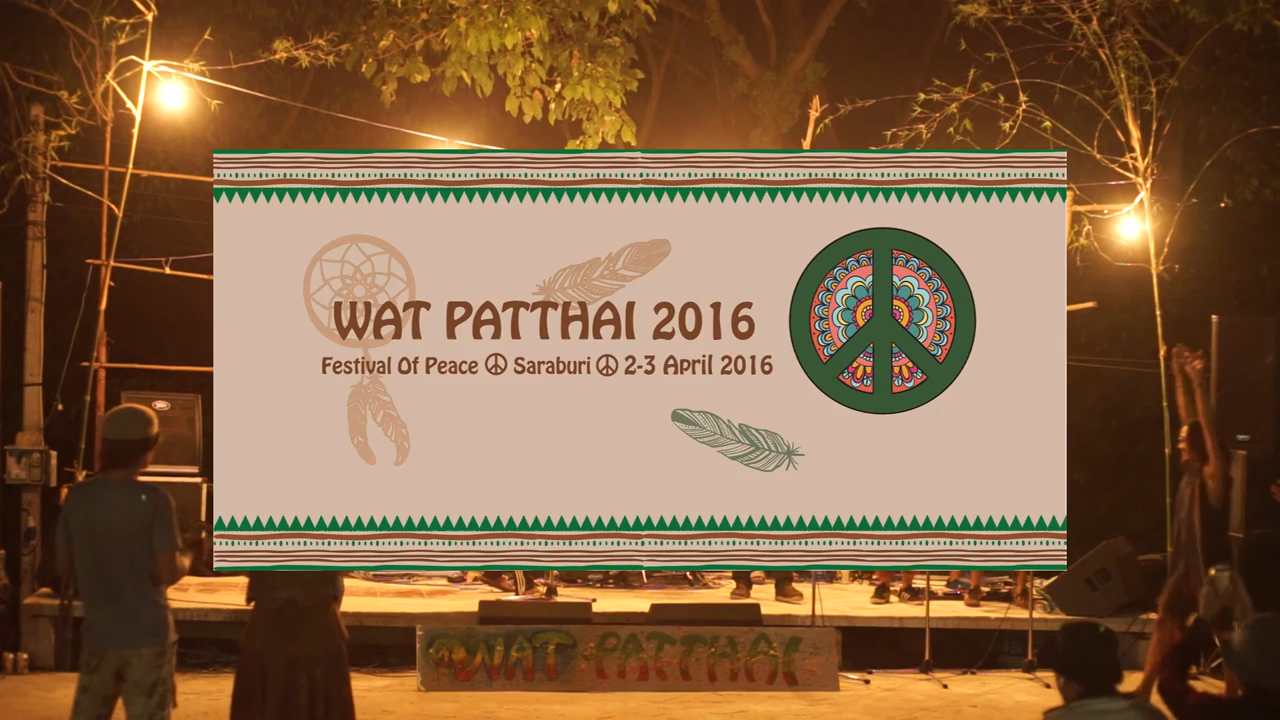 WAT PATTHAI 2016
Festival Of Peace ☮ Saraburi ☮ 2-3 April 2016
WAT PATTHAI